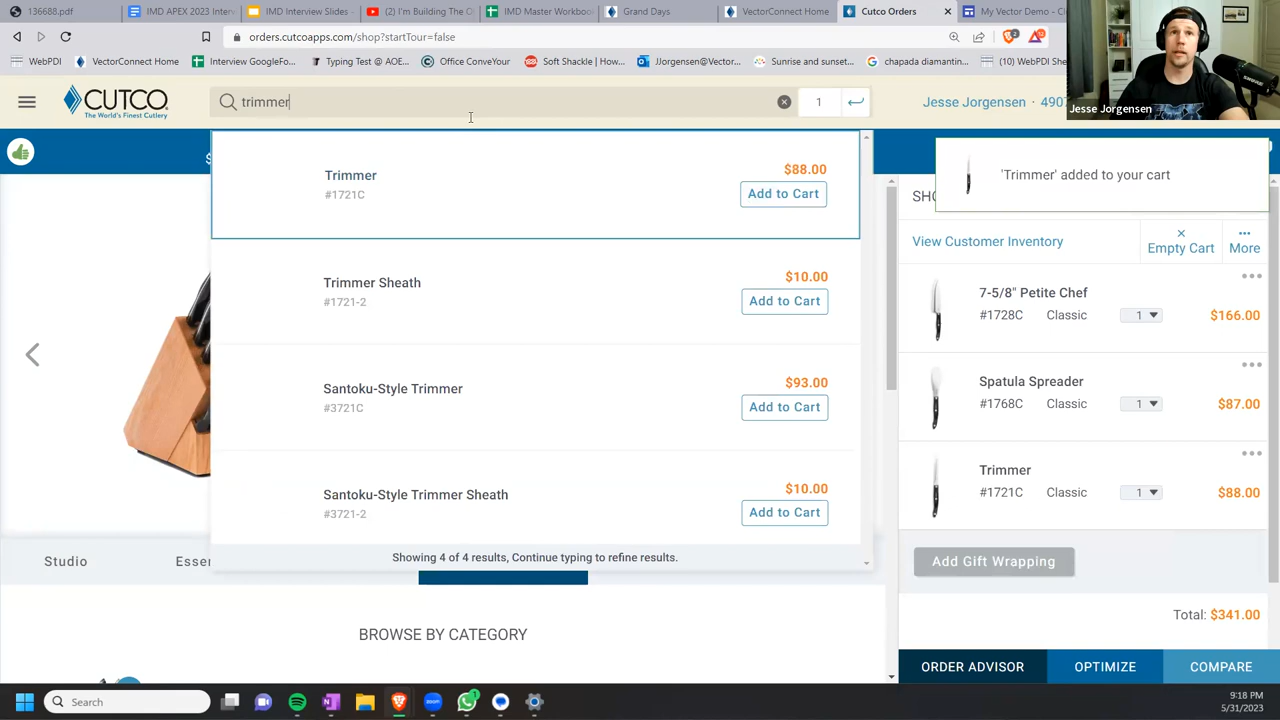 136688.pdf
IMD APEX 2023 Interv
IMD Interview Slides -
(2) I'm Building The O
IMD Master Workboo
Grand Days
VectorConnect Home
Cutco Orders
My Vector Demo - Cl
orders.cutcoapps.com/shop?startTour=false
WebPDI
VectorConnect Home
Interview GoogleFo...
Typing Test @ AOE...
Office CoteYour
Soft Shackle | How...
JJorgensen@Vector...
Sunrise and sunset...
chapada diamantin...
(10) WebPDI She
CUTCO
The World's Finest Cutlery
trimmer
1
Jesse Jorgensen · 490
Jesse Jorgensen
Trimmer
#1721C
$88.00
Add to Cart
Trimmer Sheath
#1721-2
$10.00
Add to Cart
Santoku-Style Trimmer
#3721C
$93.00
Add to Cart
Santoku-Style Trimmer Sheath
#3721-2
$10.00
Add to Cart
Showing 4 of 4 results, Continue typing to refine results.
'Trimmer' added to your cart
SHO
View Customer Inventory
Empty Cart
More
7-5/8" Petite Chef
#1728C Classic 1 $166.00
Spatula Spreader
#1768C Classic 1 $87.00
Trimmer
#1721C Classic 1 $88.00
Add Gift Wrapping
Total: $341.00
ORDER ADVISOR
OPTIMIZE
COMPARE
Studio
Essen
BROWSE BY CATEGORY
Search
9:18 PM
5/31/2023